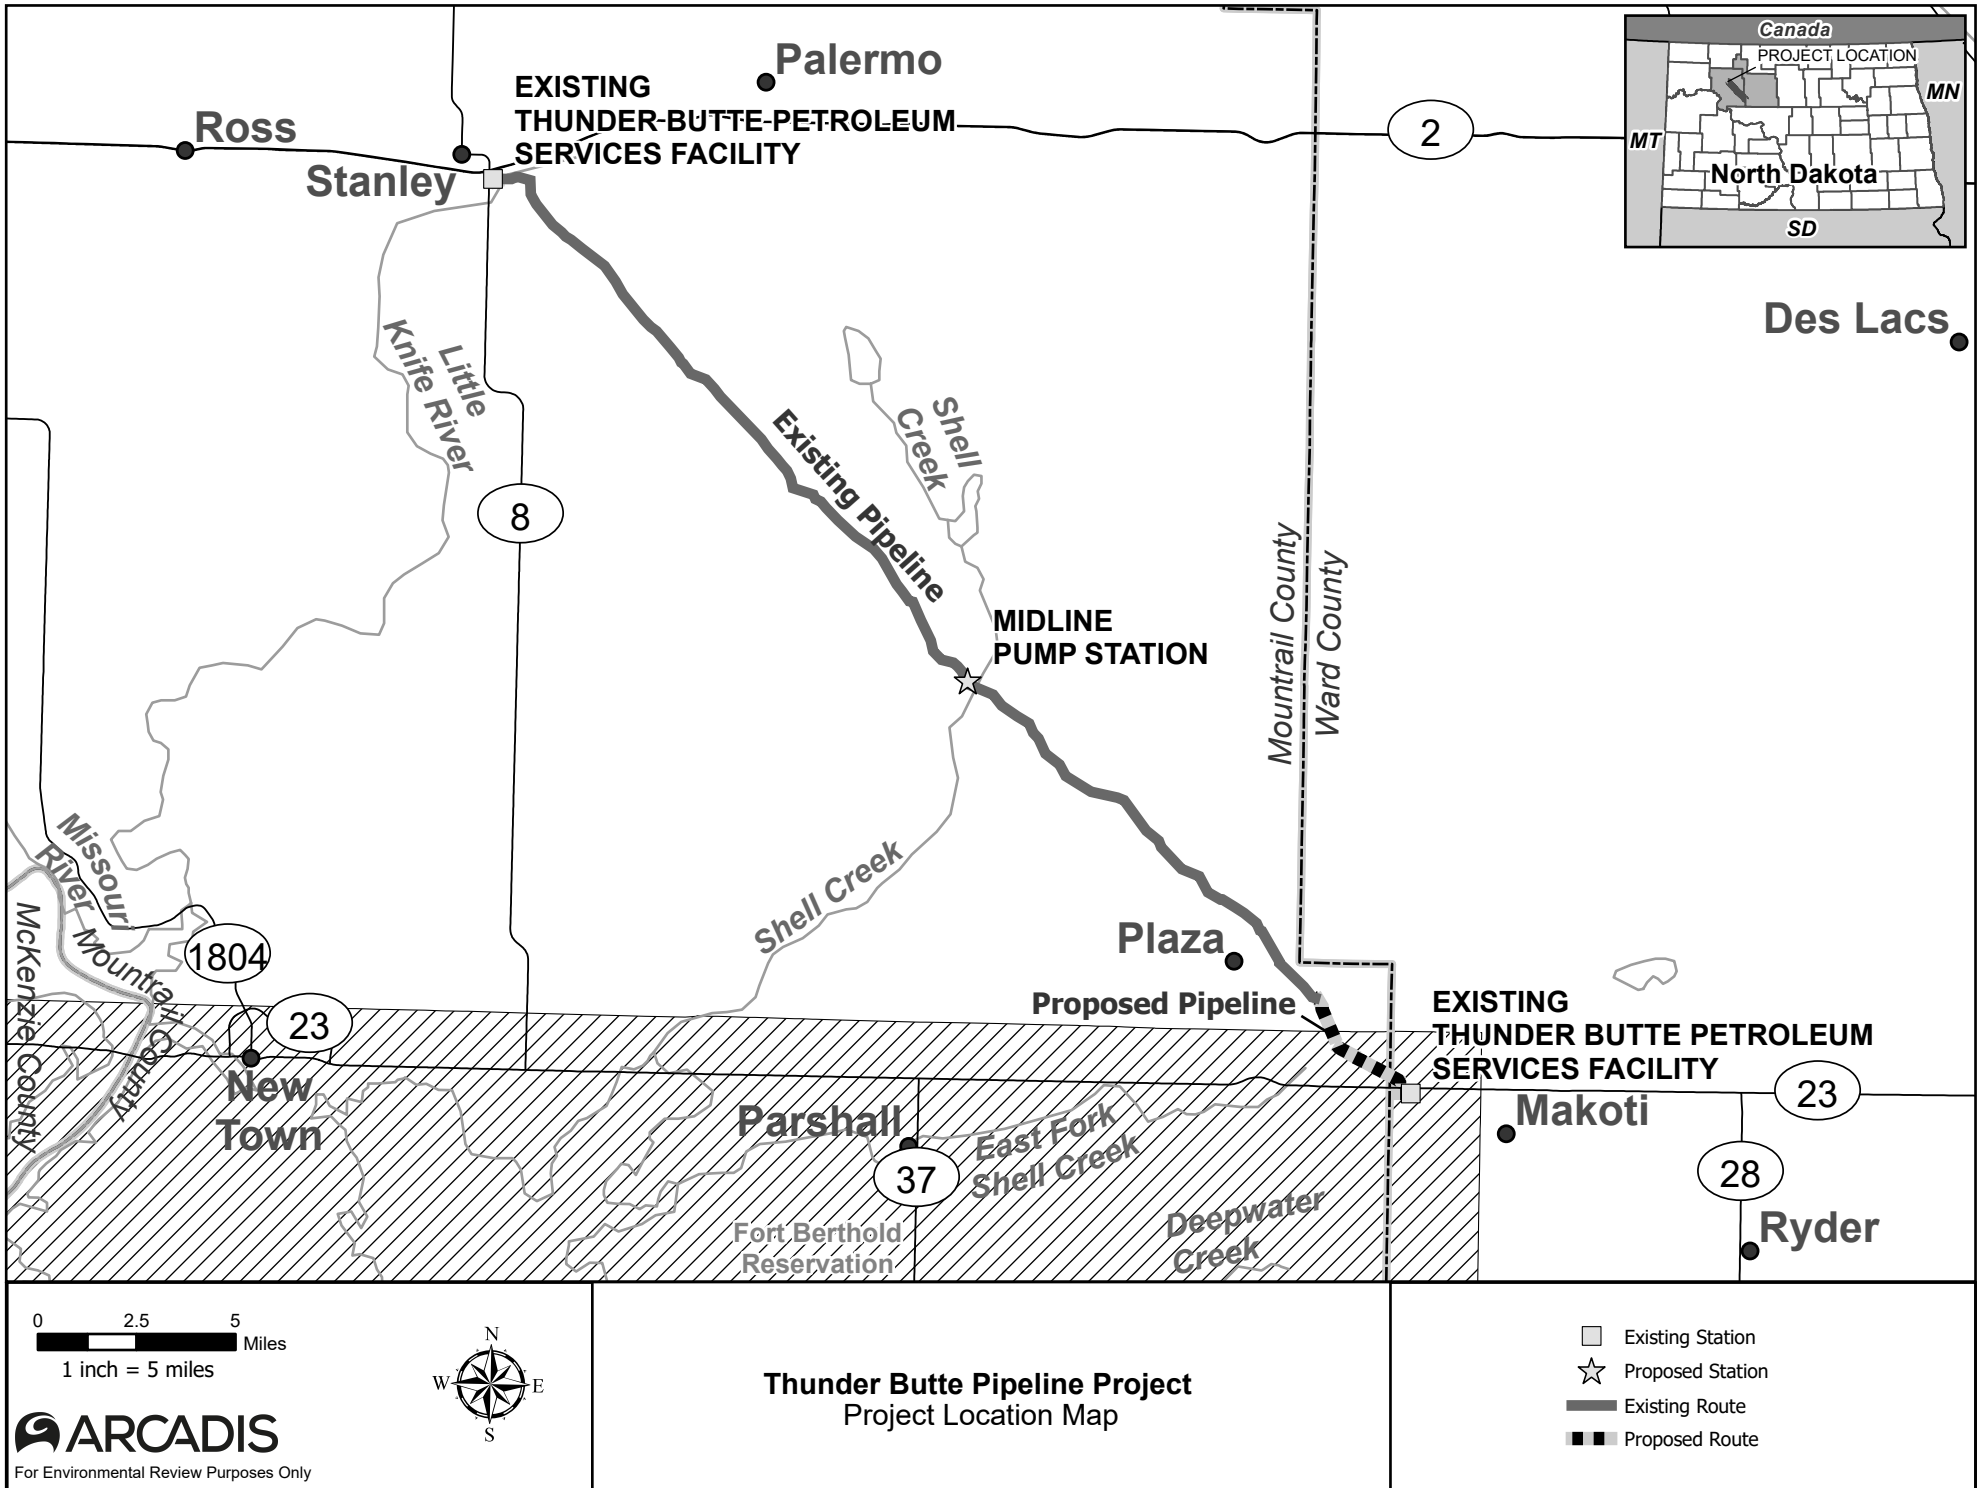 Palermo
EXISTING
THUNDER BUTTE PETROLEUM
SERVICES FACILITY
Ross
Stanley
2
Canada
PROJECT LOCATION
MN
MT
North Dakota
SD
Des Lacs
Little
Knife River
Shell
Creek
Existing Pipeline
8
MIDLINE
PUMP STATION
Mountrail County
Ward County
Missouri
River
Shell Creek
McKenzie County
Mountrail County
1804
23
Plaza
Proposed Pipeline
EXISTING
THUNDER BUTTE PETROLEUM
SERVICES FACILITY
New
Town
Parshall
37
East Fork
Shell Creek
23
Makoti
28
Ryder
Deepwater
Creek
Fort Berthold
Reservation
0 2.5 5
Miles
1 inch = 5 miles
N
W E
S
ARCADIS
For Environmental Review Purposes Only
Thunder Butte Pipeline Project
Project Location Map
Existing Station
Proposed Station
Existing Route
Proposed Route